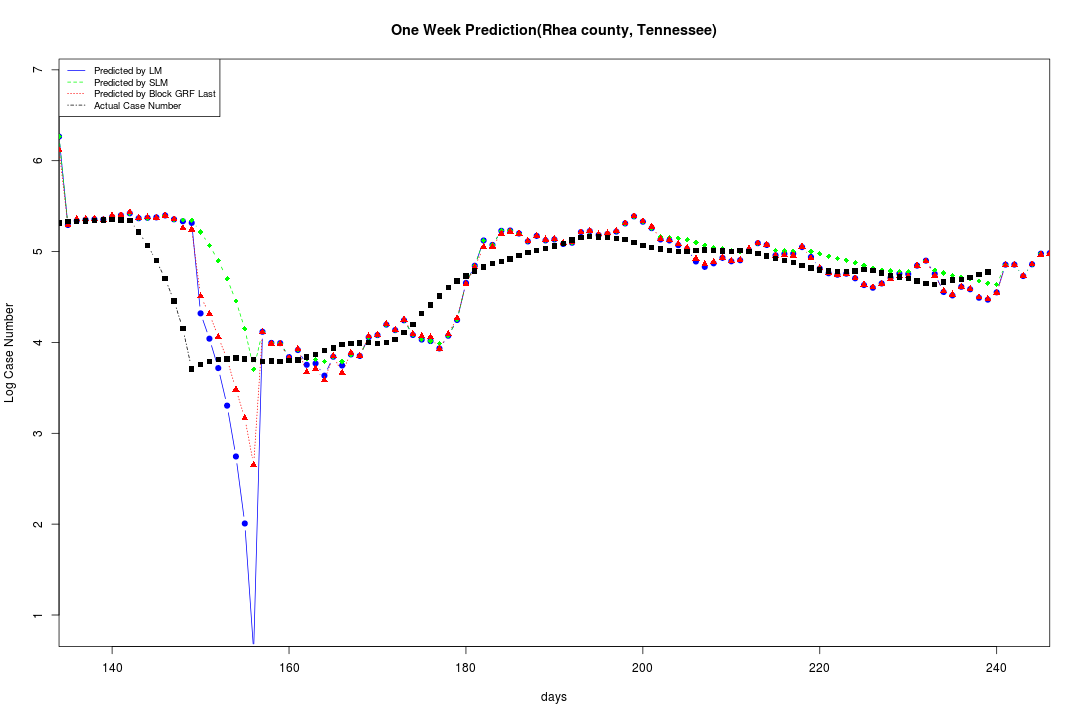 One Week Prediction(Rhea county, Tennessee)
Predicted by LM
Predicted by SLM
Predicted by Block GRF Last
Actual Case Number
7
6
5
4
3
2
1
Log Case Number
140 160 180 200 220 240
days